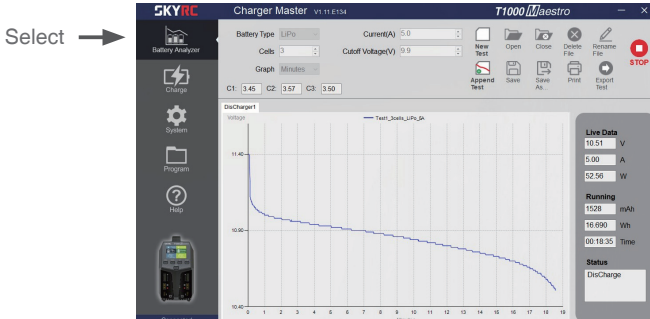 SKYRC Charger Master V1.11.E134 T1000 Maestro
Select
Battery Analyzer
Charge
System
Program
Help
Battery Type LiPo Current(A) 5.0
Cells 3 Cutoff Voltage(V) 9.9
Graph Minutes
C1: 3.45 C2: 3.57 C3: 3.50
New Test
Open
Close
Delete File
Rename File
STOP
Append Test
Save
Save As...
Print
Export Test
DisCharger1
Voltage
Test1_3cells_LiPo_5A
11.40
10.90
10.40
0 1 2 3 4 5 6 7 8 9 10 11 12 13 14 15 16 17 18 19
Live Data
10.51 V
5.00 A
52.56 W
Running
1528 mAh
16.690 Wh
00:18:35 Time
Status
DisCharge